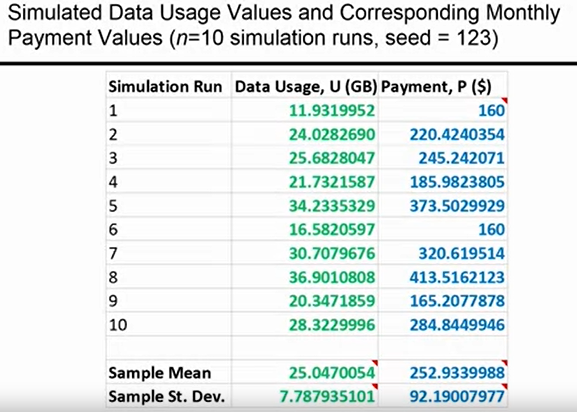 Simulated Data Usage Values and Corresponding Monthly
Payment Values (n=10 simulation runs, seed = 123)
Simulation Run Data Usage, U (GB) Payment, P ($)
1 11.9319952 160
2 24.0282690 220.4240354
3 25.6828047 245.242071
4 21.7321587 185.9823805
5 34.2335329 373.5029929
6 16.5820597 160
7 30.7079676 320.619514
8 36.9010808 413.5162123
9 20.3471859 165.2077878
10 28.3229996 284.8449946
Sample Mean 25.0470054 252.9339988
Sample St. Dev. 7.787935101 92.19007977